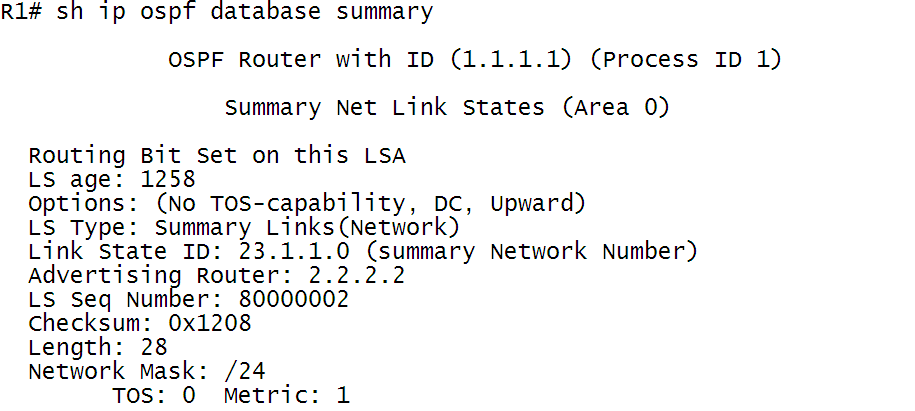 R1# sh ip ospf database summary
OSPF Router with ID (1.1.1.1) (Process ID 1)
Summary Net Link States (Area 0)
Routing Bit Set on this LSA
LS age: 1258
Options: (No TOS-capability, DC, Upward)
LS Type: Summary Links(Network)
Link State ID: 23.1.1.0 (summary Network Number)
Advertising Router: 2.2.2.2
LS Seq Number: 80000002
Checksum: 0x1208
Length: 28
Network Mask: /24
TOS: 0  Metric: 1